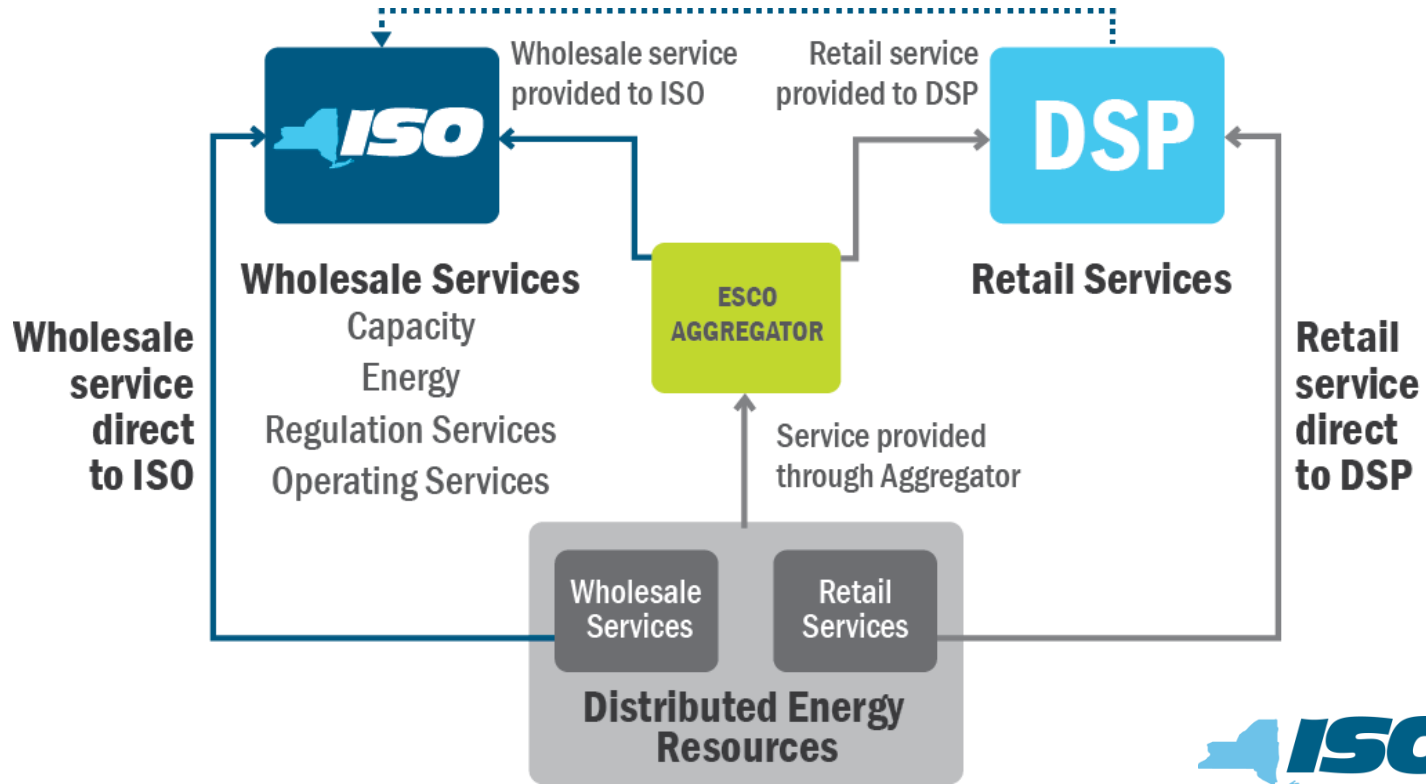 Wholesale service
provided to ISO
Retail service
provided to DSP
ISO
DSP
Wholesale Services
Capacity
Energy
Regulation Services
Operating Services
ESCO
AGGREGATOR
Retail Services
Wholesale
service
direct
to ISO
Retail
service
direct
to DSP
Service provided
through Aggregator
Wholesale
Services
Retail
Services
Distributed Energy
Resources
ISO